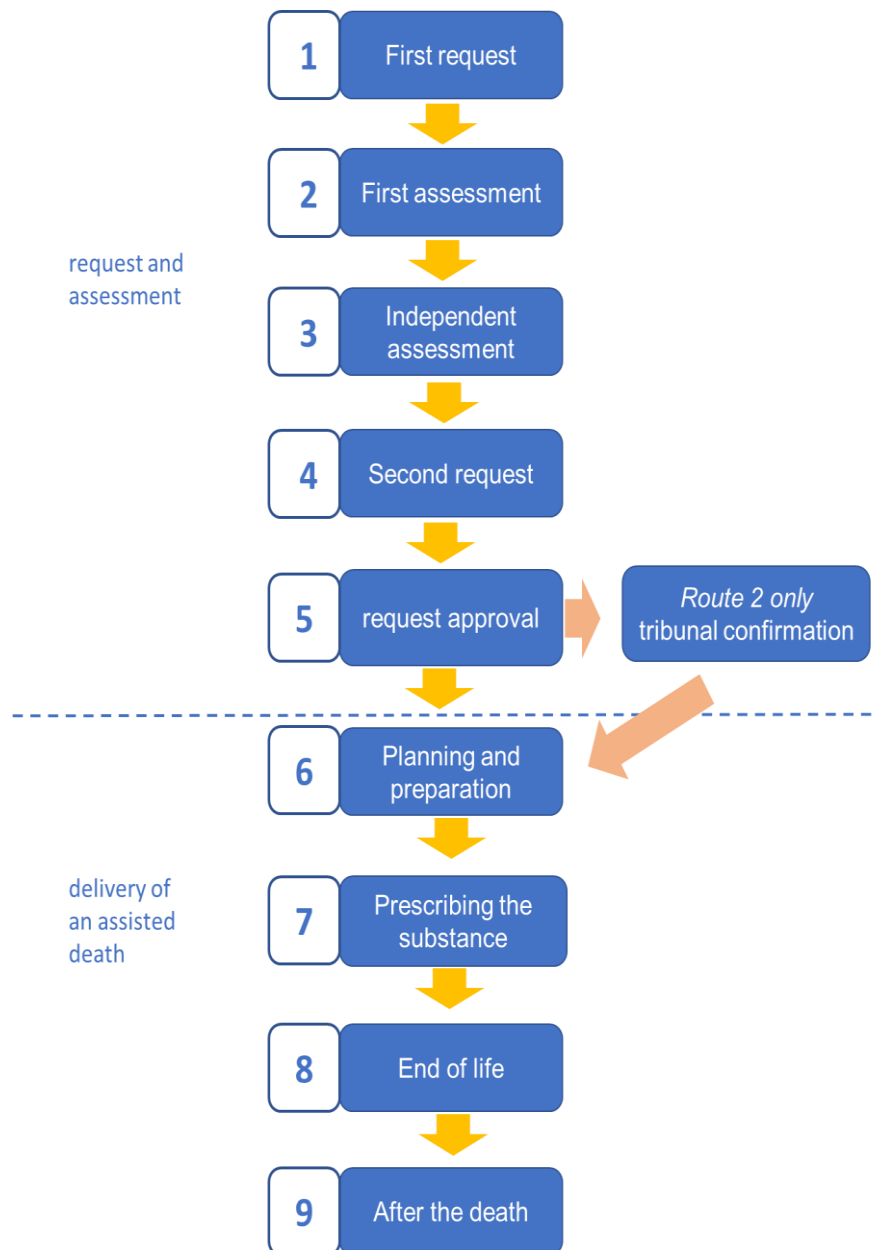 1
First request
2
First assessment
request and
assessment
3
Independent
assessment
4
Second request
5
request approval
Route 2 only
tribunal confirmation
6
Planning and
preparation
delivery of
an assisted
death
7
Prescribing the
substance
8
End of life
9
After the death